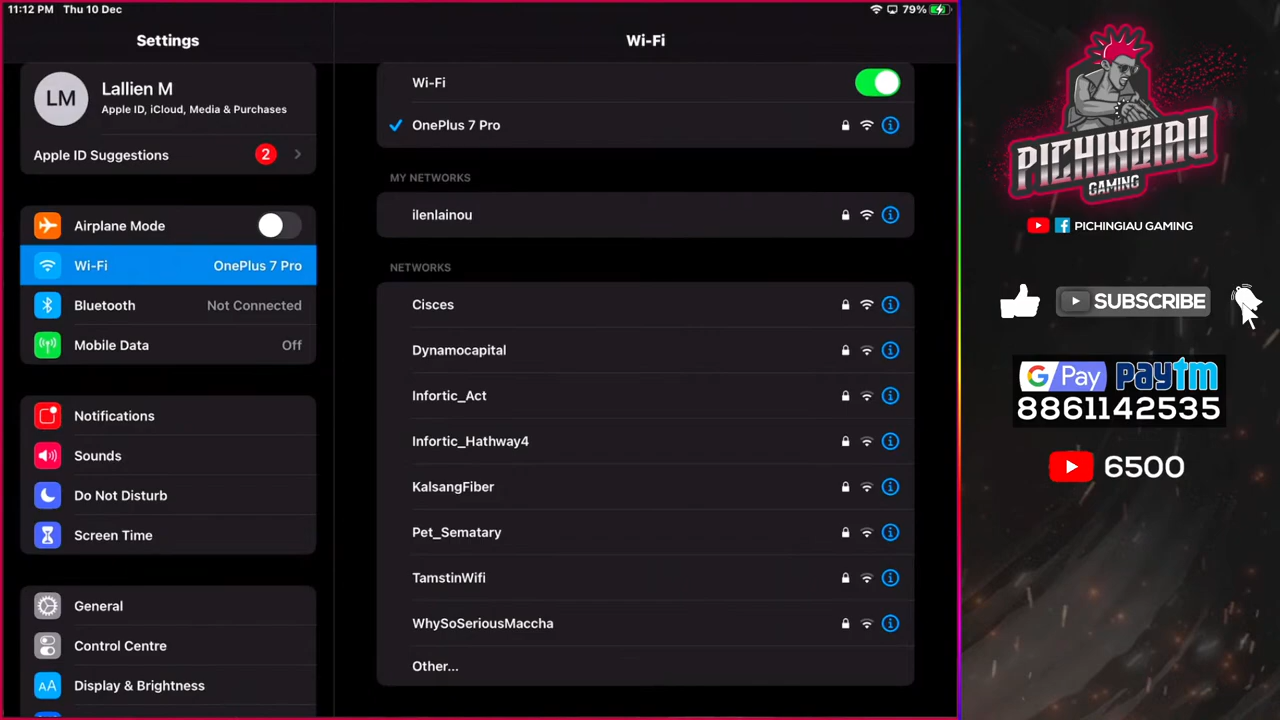 11:12 PM Thu 10 Dec
79%
Settings
LM
Lallien M
Apple ID, iCloud, Media & Purchases
Apple ID Suggestions 2
Airplane Mode
Wi-Fi OnePlus 7 Pro
Bluetooth Not Connected
Mobile Data Off
Notifications
Sounds
Do Not Disturb
Screen Time
General
Control Centre
AA Display & Brightness
Wi-Fi
Wi-Fi
OnePlus 7 Pro
MY NETWORKS
ilenlainou
NETWORKS
Cisces
Dynamocapital
Infortic_Act
Infortic_Hathway4
KalsangFiber
Pet_Sematary
TamstinWifi
WhySoSeriousMaccha
Other...
PICHINGIAU
GAMING
PICHINGIAU GAMING
SUBSCRIBE
G Pay paytm
8861142535
6500